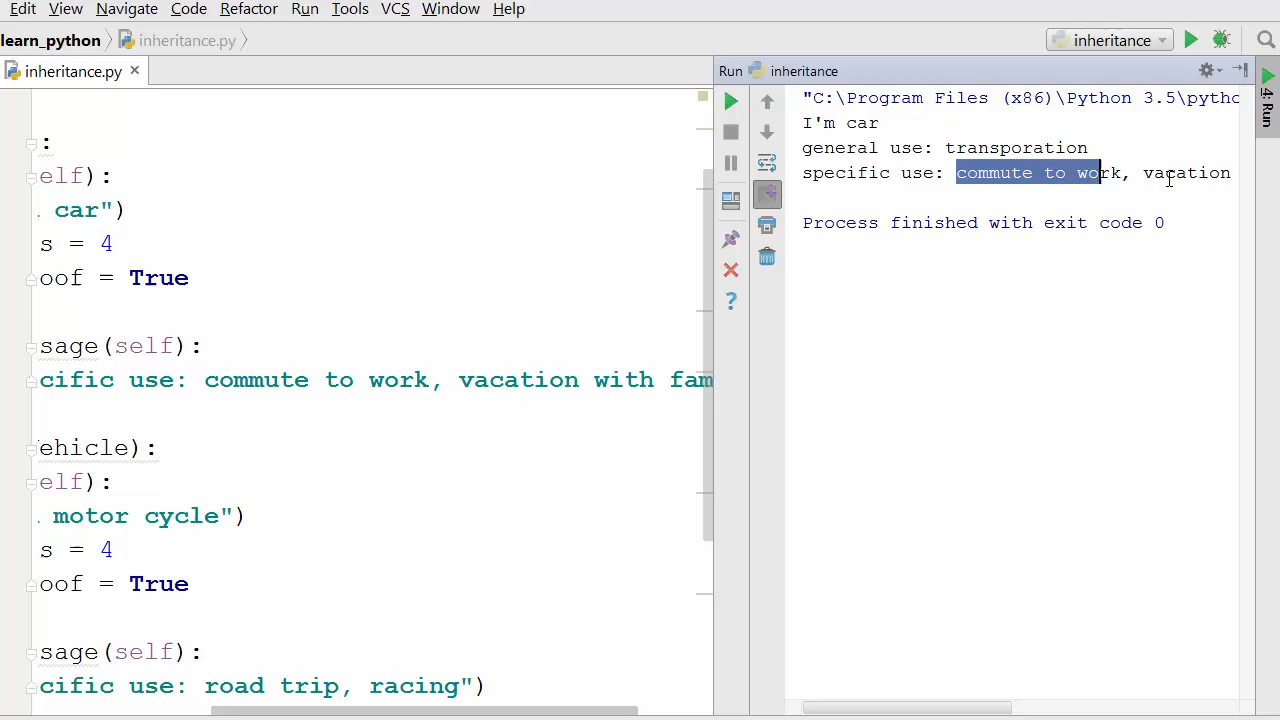 Edit View Navigate Code Refactor Run Tools VCS Window Help
learn_python inheritance.py inheritance
inheritance.py
:
elf):
car")
s = 4
oof = True
sage(self):
cific use: commute to work, vacation with fam
ehicle):
elf):
motor cycle")
s = 4
oof = True
sage(self):
cific use: road trip, racing")
Run inheritance
"C:\Program Files (x86)\Python 3.5\pytho
I'm car
general use: transporation
specific use: commute to work, vacation
Process finished with exit code 0
4: Run